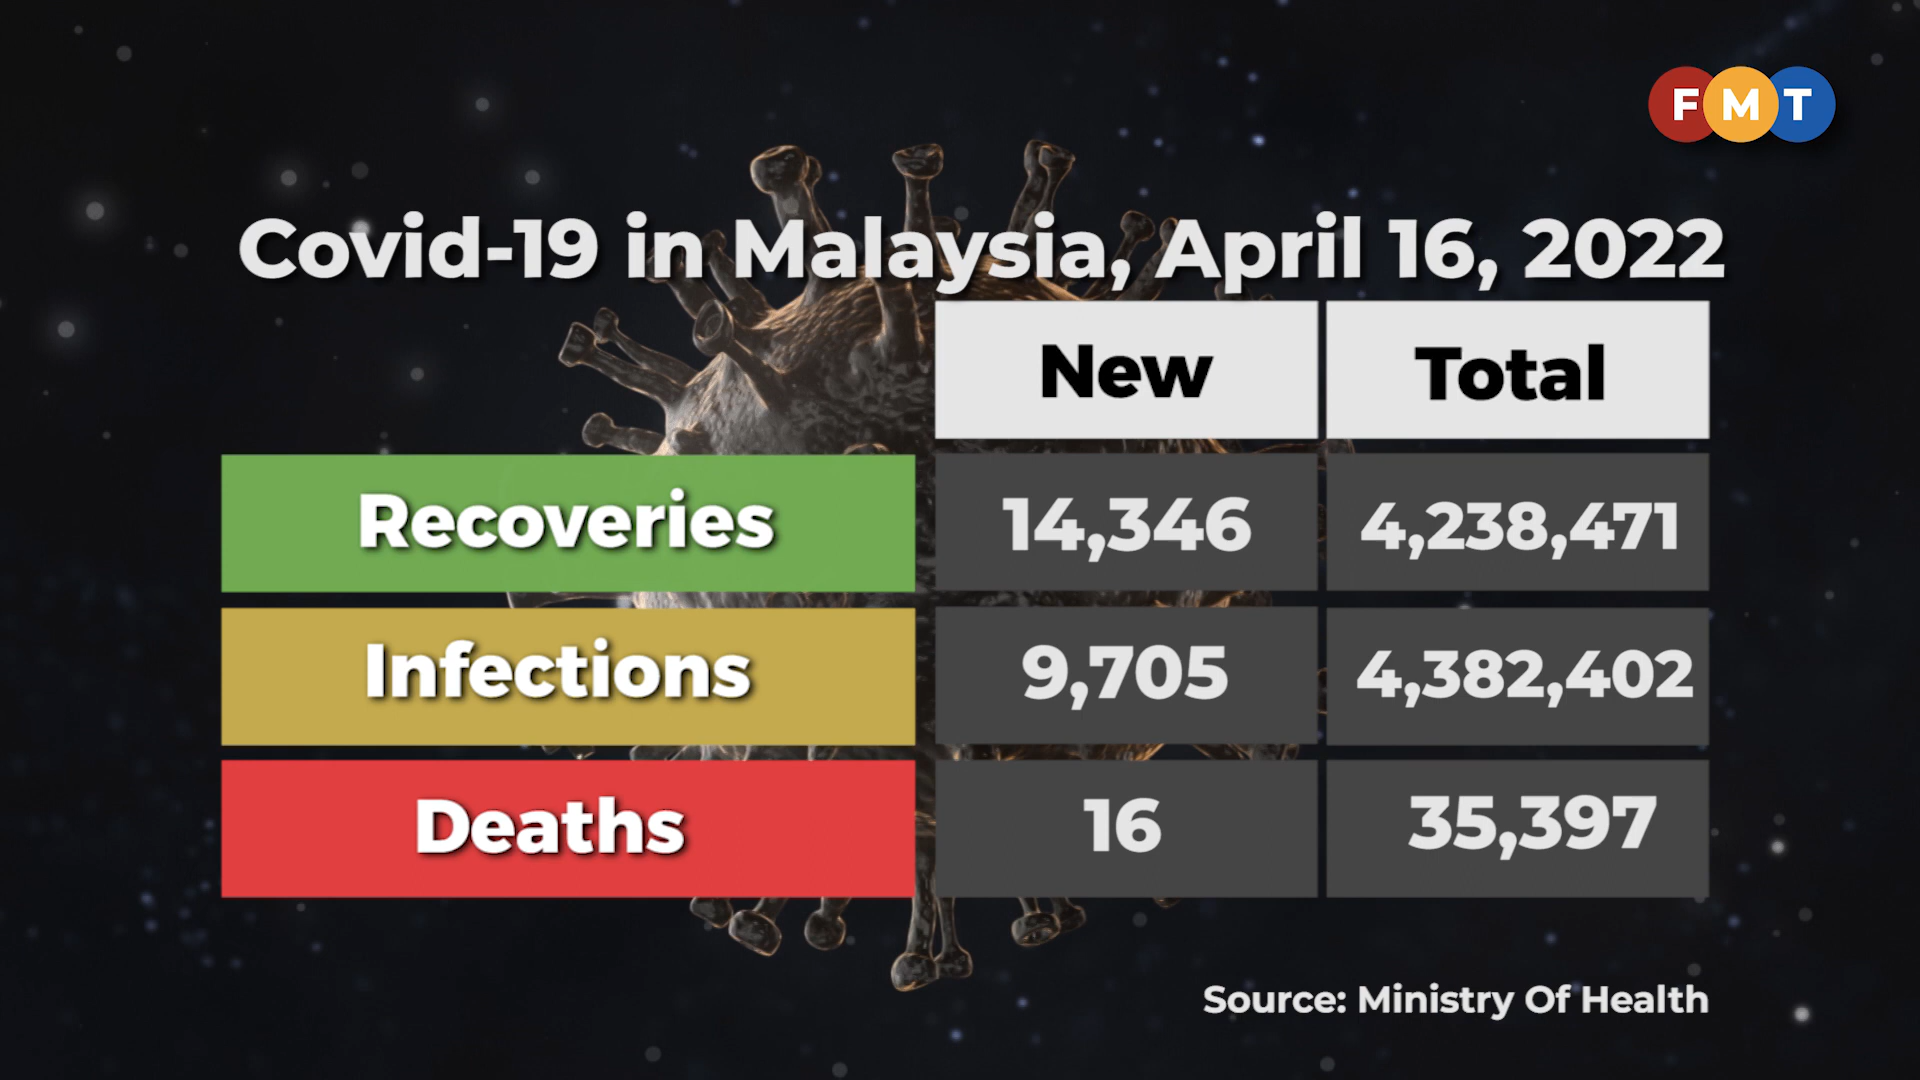 FMT
Covid-19 in Malaysia, April 16, 2022
New Total
Recoveries 14,346 4,238,471
Infections 9,705 4,382,402
Deaths 16 35,397
Source: Ministry Of Health